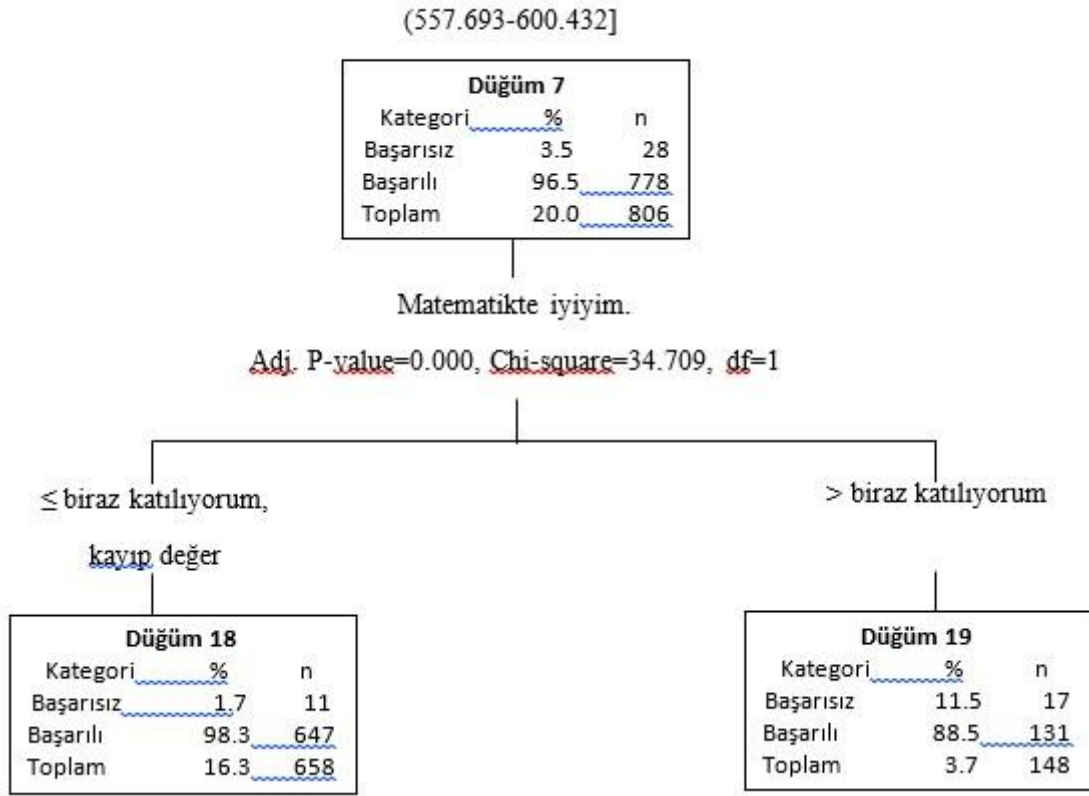 (557.693-600.432]
Düğüm 7
Kategori % n
Başarısız 3.5 28
Başarılı 96.5 778
Toplam 20.0 806
Matematikte iyiyim.
Adj. P-value=0.000, Chi-square=34.709, df=1
≤ biraz katılıyorum,
kayıp değer
> biraz katılıyorum
Düğüm 18
Kategori % n
Başarısız 1.7 11
Başarılı 98.3 647
Toplam 16.3 658
Düğüm 19
Kategori % n
Başarısız 11.5 17
Başarılı 88.5 131
Toplam 3.7 148